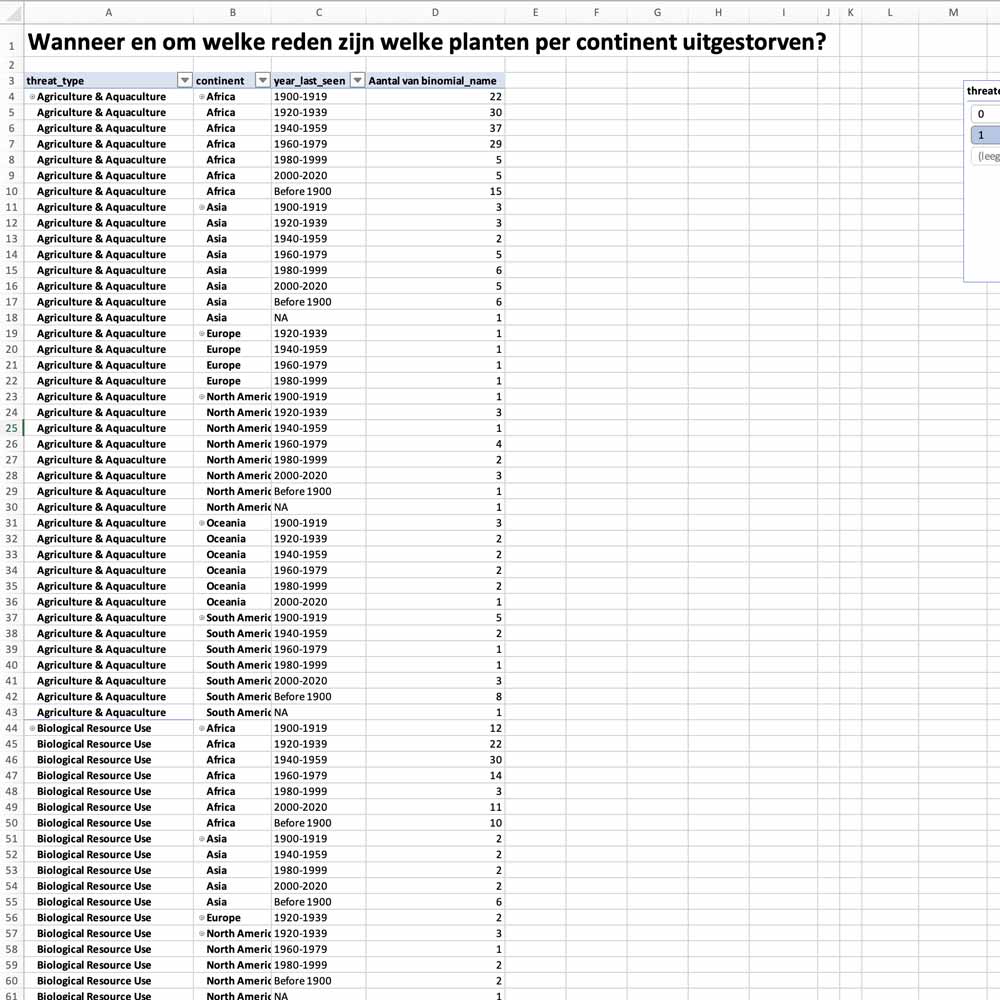 A B C D E F G H I J K L M
1 Wanneer en om welke reden zijn welke planten per continent uitgestorven?
2
3 threat_type continent year_last_seen Aantal van binomial_name
4 Agriculture & Aquaculture Africa 1900-1919 22
5 Agriculture & Aquaculture Africa 1920-1939 30
6 Agriculture & Aquaculture Africa 1940-1959 37
7 Agriculture & Aquaculture Africa 1960-1979 29
8 Agriculture & Aquaculture Africa 1980-1999 5
9 Agriculture & Aquaculture Africa 2000-2020 5
10 Agriculture & Aquaculture Africa Before 1900 15
11 Agriculture & Aquaculture Asia 1900-1919 3
12 Agriculture & Aquaculture Asia 1920-1939 3
13 Agriculture & Aquaculture Asia 1940-1959 2
14 Agriculture & Aquaculture Asia 1960-1979 5
15 Agriculture & Aquaculture Asia 1980-1999 6
16 Agriculture & Aquaculture Asia 2000-2020 5
17 Agriculture & Aquaculture Asia Before 1900 6
18 Agriculture & Aquaculture Asia NA 1
19 Agriculture & Aquaculture Europe 1920-1939 1
20 Agriculture & Aquaculture Europe 1940-1959 1
21 Agriculture & Aquaculture Europe 1960-1979 1
22 Agriculture & Aquaculture Europe 1980-1999 1
23 Agriculture & Aquaculture North Americ 1900-1919 1
24 Agriculture & Aquaculture North Americ 1920-1939 3
25 Agriculture & Aquaculture North Americ 1940-1959 1
26 Agriculture & Aquaculture North Americ 1960-1979 4
27 Agriculture & Aquaculture North Americ 1980-1999 2
28 Agriculture & Aquaculture North Americ 2000-2020 3
29 Agriculture & Aquaculture North Americ Before 1900 1
30 Agriculture & Aquaculture North Americ NA 1
31 Agriculture & Aquaculture Oceania 1900-1919 3
32 Agriculture & Aquaculture Oceania 1920-1939 2
33 Agriculture & Aquaculture Oceania 1940-1959 2
34 Agriculture & Aquaculture Oceania 1960-1979 2
35 Agriculture & Aquaculture Oceania 1980-1999 2
36 Agriculture & Aquaculture Oceania 2000-2020 1
37 Agriculture & Aquaculture South Americ 1900-1919 5
38 Agriculture & Aquaculture South Americ 1940-1959 2
39 Agriculture & Aquaculture South Americ 1960-1979 1
40 Agriculture & Aquaculture South Americ 1980-1999 1
41 Agriculture & Aquaculture South Americ 2000-2020 3
42 Agriculture & Aquaculture South Americ Before 1900 8
43 Agriculture & Aquaculture South Americ NA 1
44 Biological Resource Use Africa 1900-1919 12
45 Biological Resource Use Africa 1920-1939 22
46 Biological Resource Use Africa 1940-1959 30
47 Biological Resource Use Africa 1960-1979 14
48 Biological Resource Use Africa 1980-1999 3
49 Biological Resource Use Africa 2000-2020 11
50 Biological Resource Use Africa Before 1900 10
51 Biological Resource Use Asia 1900-1919 2
52 Biological Resource Use Asia 1940-1959 2
53 Biological Resource Use Asia 1980-1999 2
54 Biological Resource Use Asia 2000-2020 2
55 Biological Resource Use Asia Before 1900 6
56 Biological Resource Use Europe 1920-1939 2
57 Biological Resource Use North Americ 1920-1939 3
58 Biological Resource Use North Americ 1960-1979 1
59 Biological Resource Use North Americ 1980-1999 2
60 Biological Resource Use North Americ Before 1900 2
61 Biological Resource Use North Americ NA 1
threate
0
1
(leeg